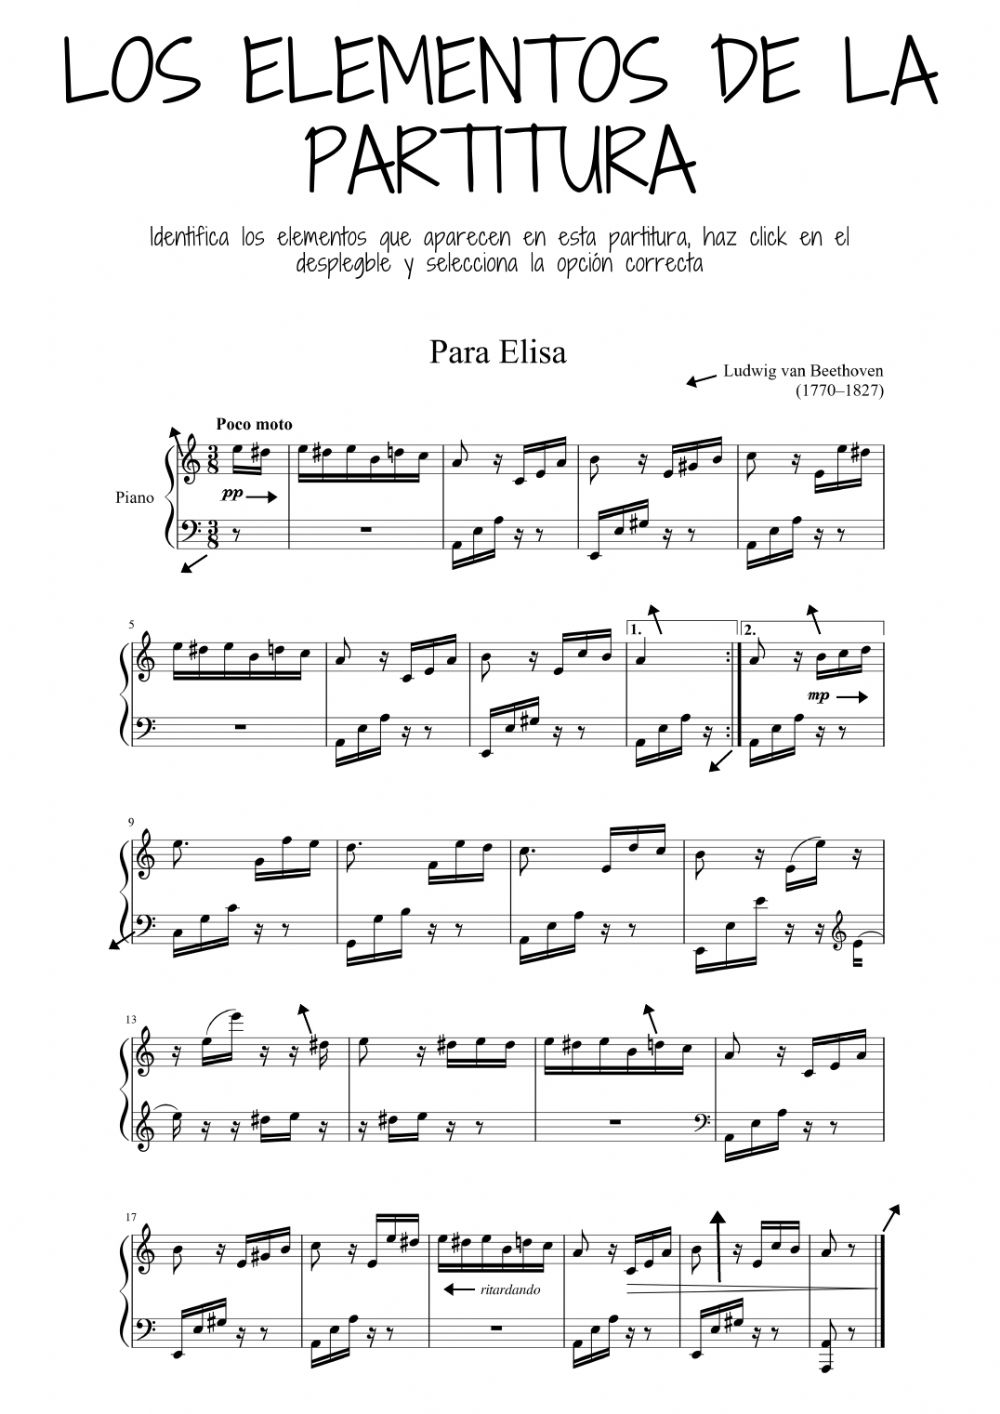 LOS ELEMENTOS DE LA
PARTITURA
Identifica los elementos que aparecen en esta partitura, haz click en el
desplegble y selecciona la opción correcta
Para Elisa
Ludwig van Beethoven
(1770–1827)
Poco moto
3
8
pp
Piano
3
8
5
1.
2.
mp
9
13
17
ritardando